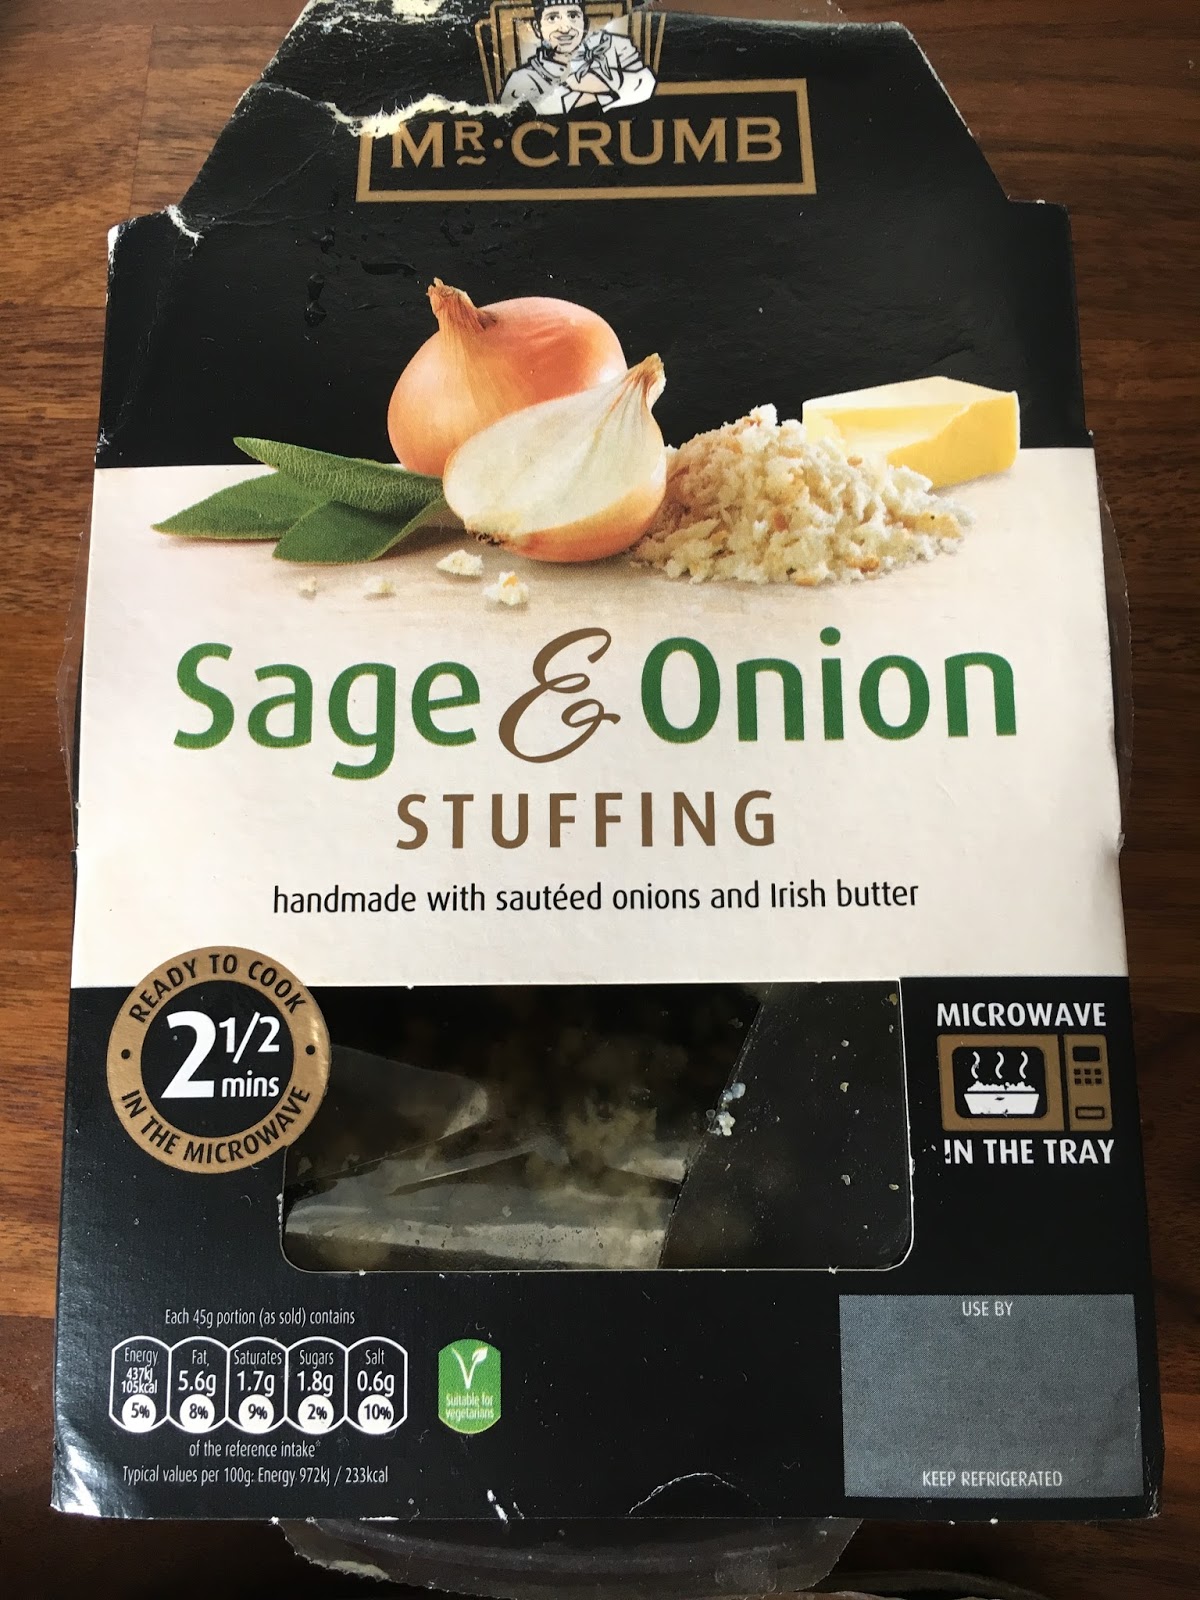 MR. CRUMB
Sage & Onion
STUFFING
handmade with sautéed onions and Irish butter
READY TO COOK
2 1/2
mins
IN THE MICROWAVE
MICROWAVE
IN THE TRAY
Each 45g portion (as sold) contains
Energy 437kJ 105kcal 5%
Fat, 5.6g 8%
Saturates 1.7g 9%
Sugars 1.8g 2%
Salt 0.6g 10%
of the reference intake*
Typical values per 100g: Energy 972kJ / 233kcal
V
Suitable for
vegetarians
USE BY
KEEP REFRIGERATED